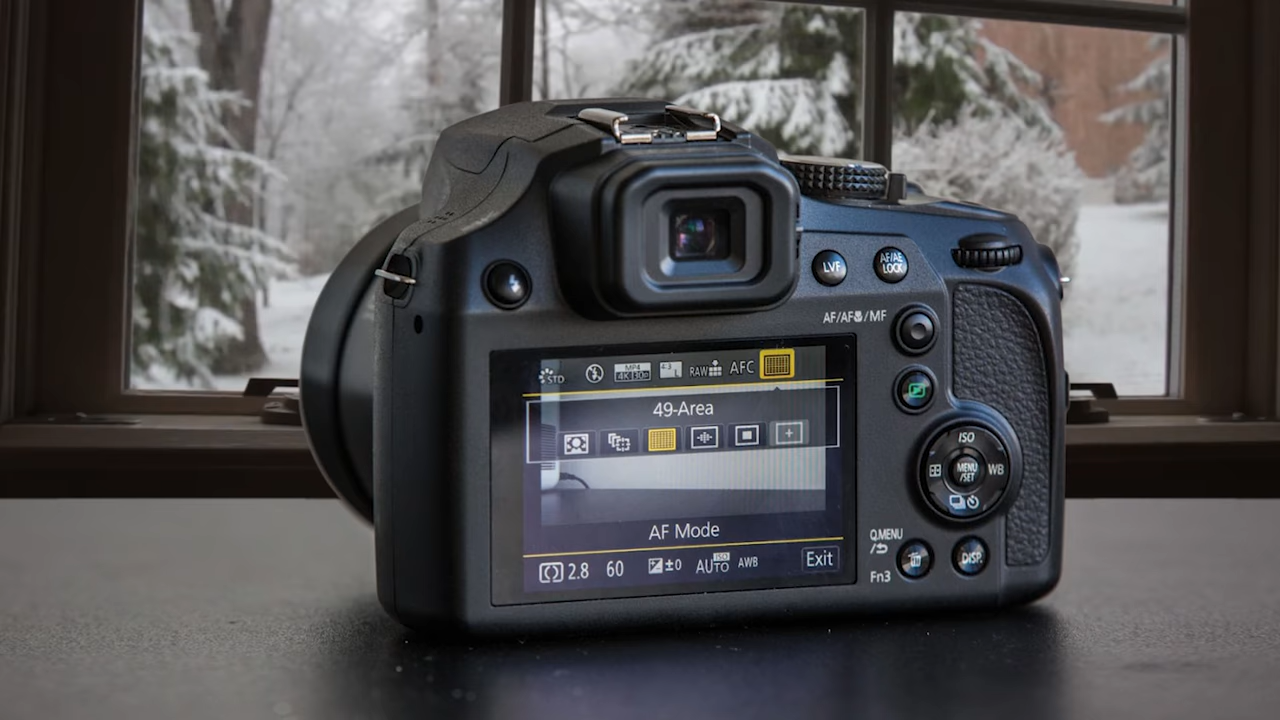 LVF
AF/AE
LOCK
AF/AF /MF
STD
MP4
4K 30p
4:3
L
RAW
AFC
49-Area
AF Mode
2.8
60
±0
ISO
AUTO
AWB
Exit
ISO
MENU
/SET
WB
Q.MENU
/
Fn3
DISP.